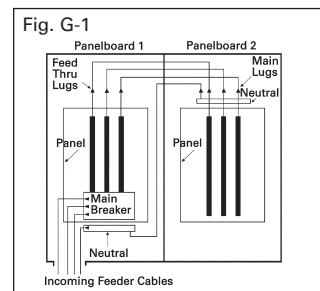 Fig. G-1
Panelboard 1
Panelboard 2
Feed
Thru
Lugs
Main
Lugs
Neutral
Panel
Panel
Main
Breaker
Neutral
Incoming Feeder Cables